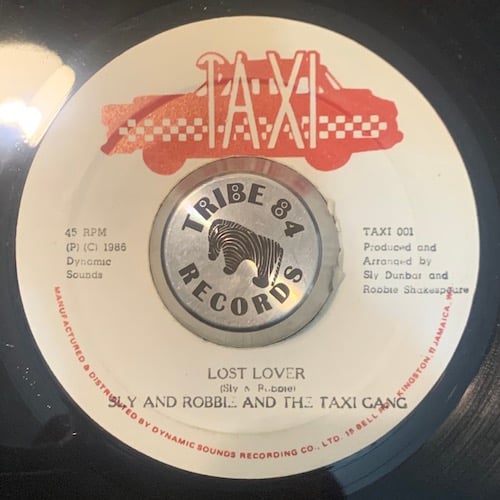 TAXI
45 RPM
(P) (C) 1986
Dynamic
Sounds
TAXI 001
Produced and
Arranged by
Sly Dunbar and
Robbie Shakespeare
TRIBE 84
RECORDS
LOST LOVER
(Sly & Robbie)
SLY AND ROBBIE AND THE TAXI GANG
MANUFACTURED & DISTRIBUTED BY DYNAMIC SOUNDS RECORDING CO., LTD. 15 BELL KINGSTON, 11 JAMAICA,